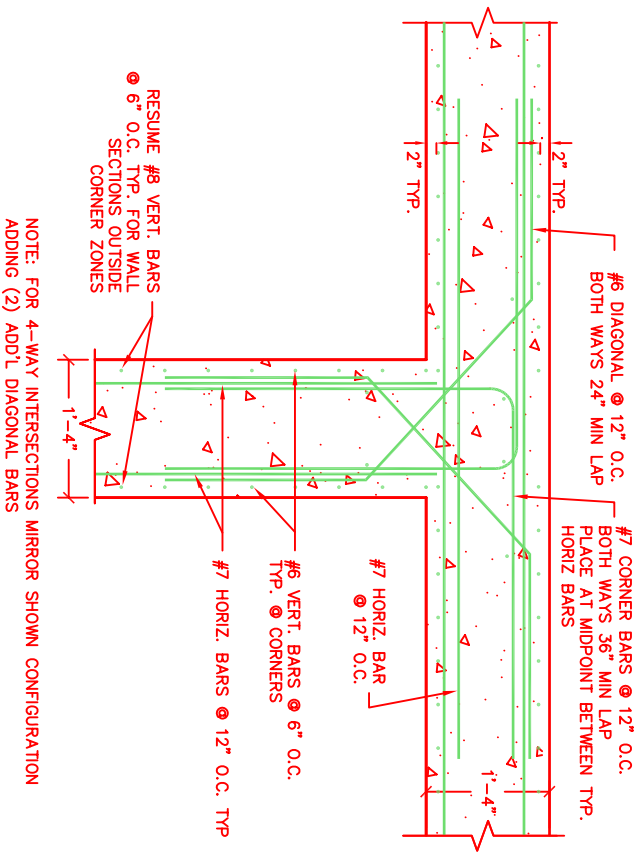 #6 DIAGONAL @ 12" O.C.
BOTH WAYS 24" MIN LAP
#7 CORNER BARS @ 12" O.C.
BOTH WAYS 36" MIN LAP
PLACE AT MIDPOINT BETWEEN TYP.
HORIZ BARS
2" TYP.
2" TYP.
1'-4"
#7 HORIZ. BAR
@ 12" O.C.
#6 VERT. BARS @ 6" O.C.
TYP. @ CORNERS
#7 HORIZ. BARS @ 12" O.C. TYP
RESUME #8 VERT. BARS
@ 6" O.C. TYP. FOR WALL
SECTIONS OUTSIDE
CORNER ZONES
1'-4"
NOTE: FOR 4-WAY INTERSECTIONS MIRROR SHOWN CONFIGURATION
ADDING (2) ADD'L DIAGONAL BARS